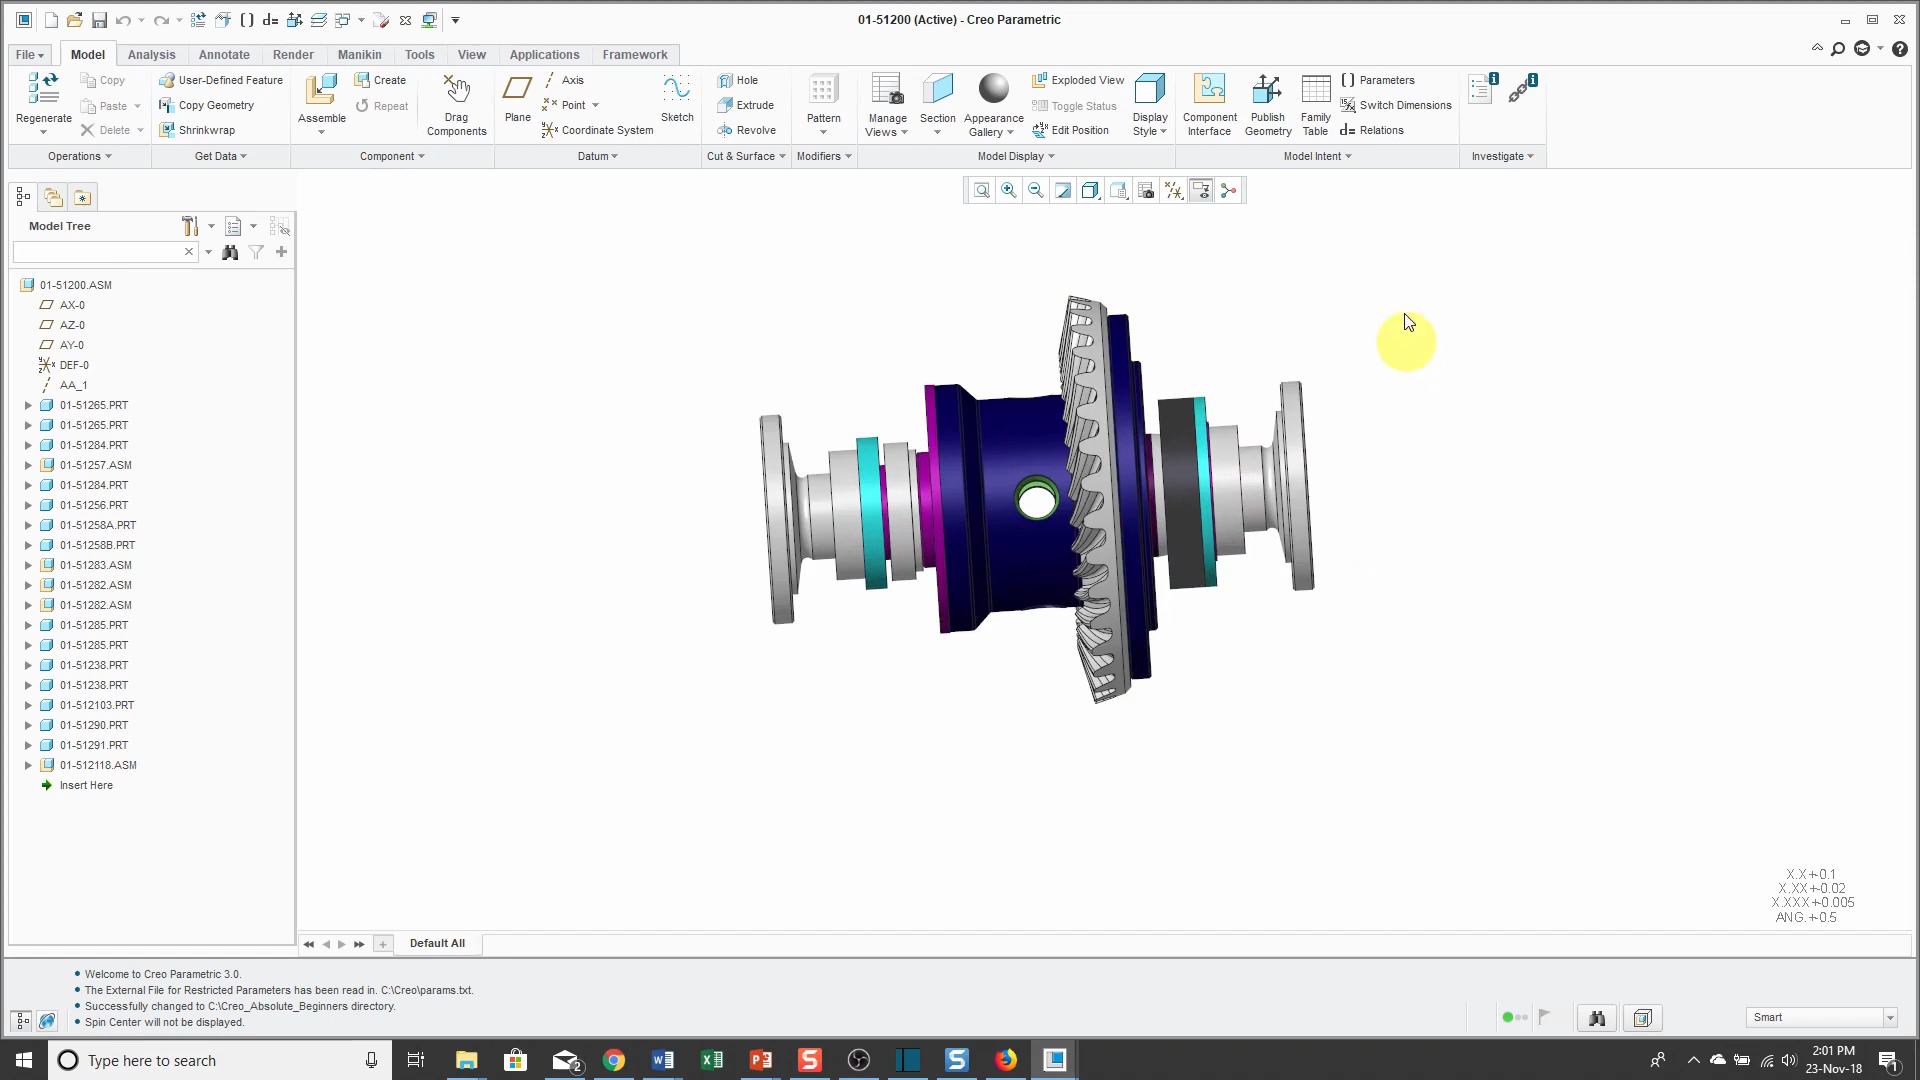 01-51200 (Active) - Creo Parametric
File
Model
Analysis
Annotate
Render
Manikin
Tools
View
Applications
Framework
Regenerate
Copy
Paste
Delete
Operations
User-Defined Feature
Copy Geometry
Shrinkwrap
Get Data
Assemble
Create
Repeat
Drag
Components
Component
Plane
Axis
Point
Coordinate System
Sketch
Datum
Hole
Extrude
Revolve
Cut & Surface
Pattern
Modifiers
Manage
Views
Section
Appearance
Gallery
Exploded View
Toggle Status
Edit Position
Display
Style
Model Display
Component
Interface
Publish
Geometry
Family
Table
Parameters
Switch Dimensions
d= Relations
Model Intent
Investigate
Model Tree
01-51200.ASM
AX-0
AZ-0
AY-0
DEF-0
AA_1
01-51265.PRT
01-51265.PRT
01-51284.PRT
01-51257.ASM
01-51284.PRT
01-51256.PRT
01-51258A.PRT
01-51258B.PRT
01-51283.ASM
01-51282.ASM
01-51282.ASM
01-51285.PRT
01-51285.PRT
01-51238.PRT
01-51238.PRT
01-512103.PRT
01-51290.PRT
01-51291.PRT
01-512118.ASM
Insert Here
X.X+-0.1
X.XX+-0.02
X.XXX+-0.005
ANG.+-0.5
Default All
Welcome to Creo Parametric 3.0.
The External File for Restricted Parameters has been read in. C:\Creo\params.txt.
Successfully changed to C:\Creo_Absolute_Beginners directory.
Spin Center will not be displayed.
Smart
Type here to search
2
2:01 PM
23-Nov-18
1